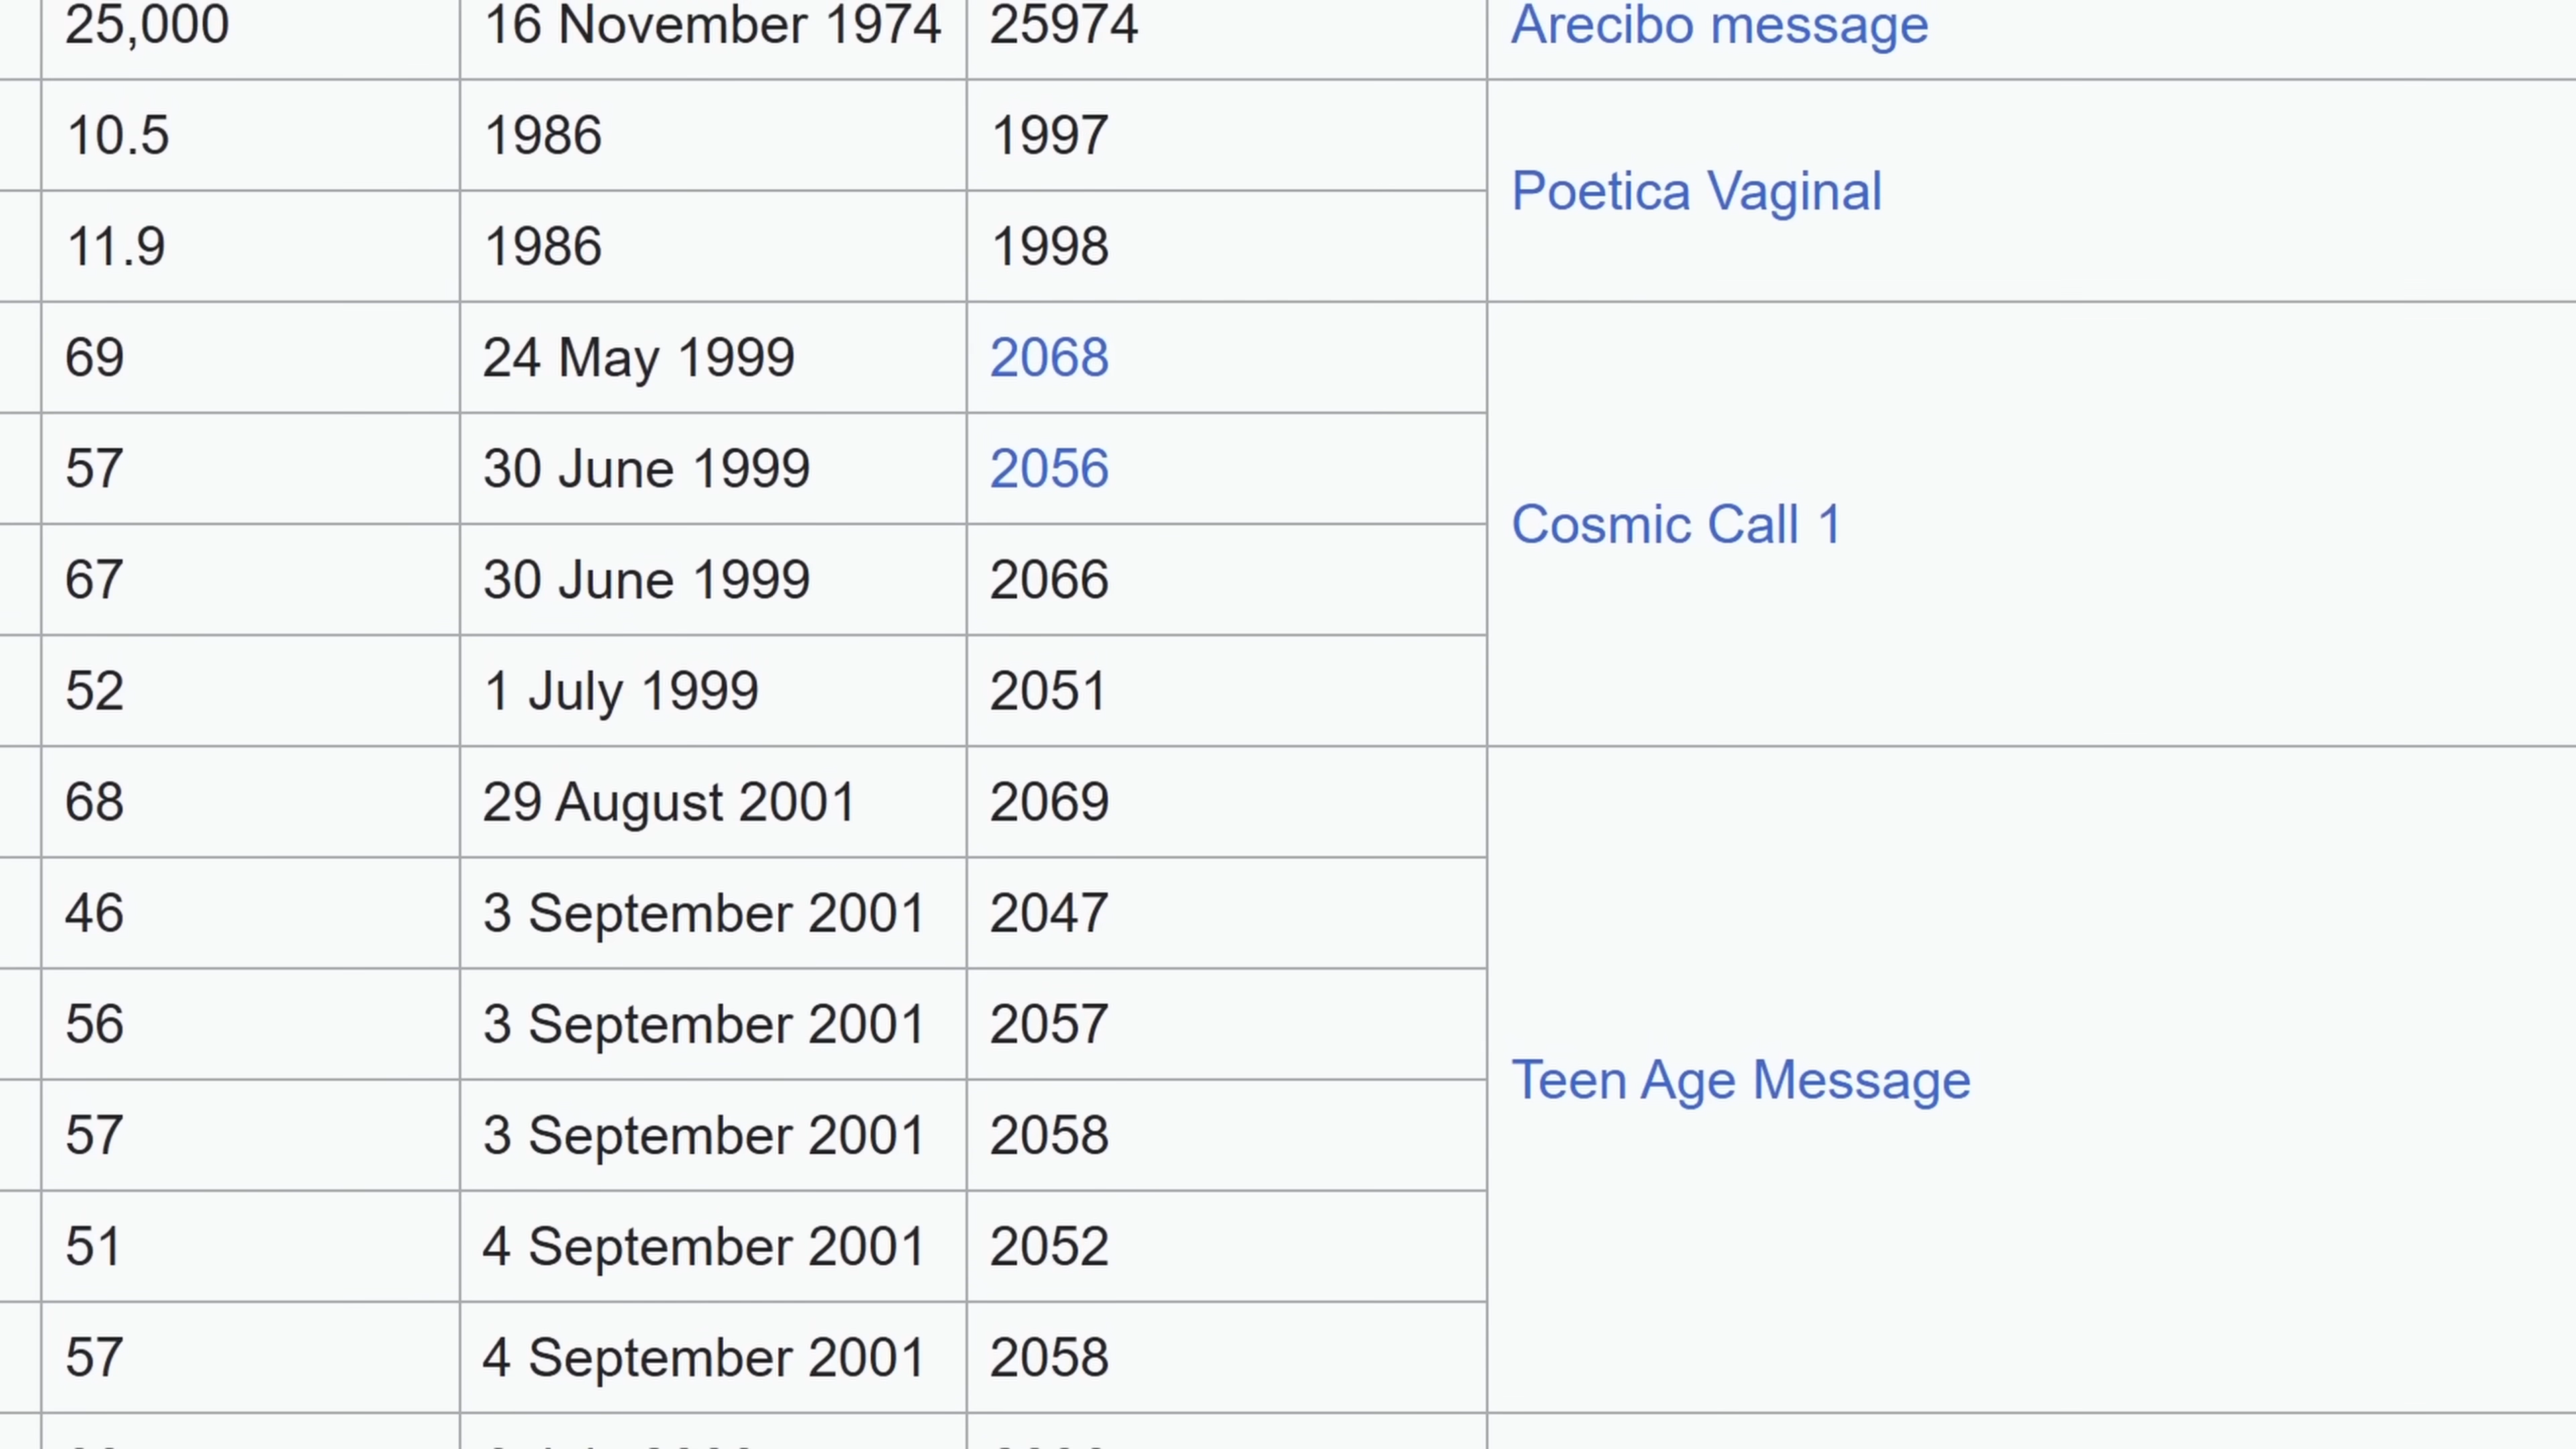 25,000 16 November 1974 25974 Arecibo message
10.5 1986 1997
Poetica Vaginal
11.9 1986 1998
69 24 May 1999 2068
57 30 June 1999 2056
Cosmic Call 1
67 30 June 1999 2066
52 1 July 1999 2051
68 29 August 2001 2069
46 3 September 2001 2047
56 3 September 2001 2057
Teen Age Message
57 3 September 2001 2058
51 4 September 2001 2052
57 4 September 2001 2058